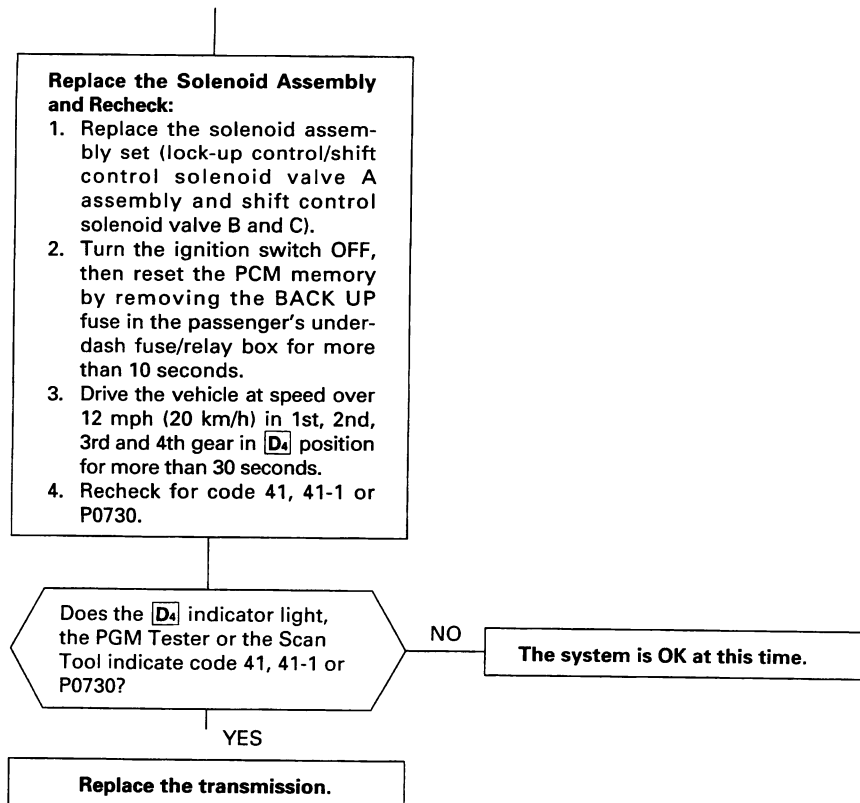 Replace the Solenoid Assembly
and Recheck:
1. Replace the solenoid assem-
bly set (lock-up control/shift
control solenoid valve A
assembly and shift control
solenoid valve B and C).
2. Turn the ignition switch OFF,
then reset the PCM memory
by removing the BACK UP
fuse in the passenger's under-
dash fuse/relay box for more
than 10 seconds.
3. Drive the vehicle at speed over
12 mph (20 km/h) in 1st, 2nd,
3rd and 4th gear in D4 position
for more than 30 seconds.
4. Recheck for code 41, 41-1 or
P0730.
Does the D4 indicator light,
the PGM Tester or the Scan
Tool indicate code 41, 41-1 or
P0730?
NO
The system is OK at this time.
YES
Replace the transmission.